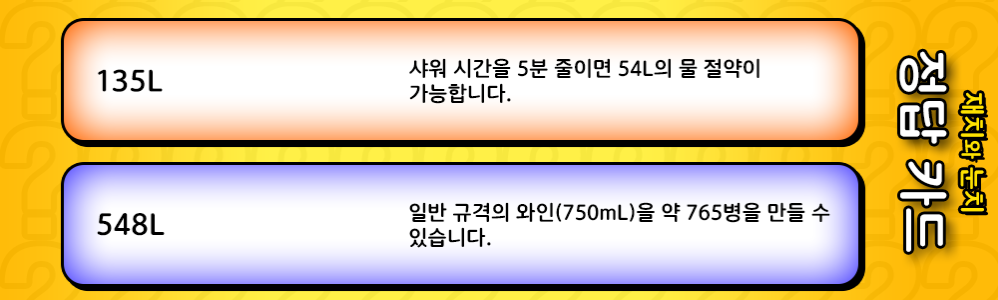 135L
샤워 시간을 5분 줄이면 54L의 물 절약이
가능합니다.
548L
일반 규격의 와인(750mL)을 약 765병을 만들 수
있습니다.
재치와 눈치
정답 카드